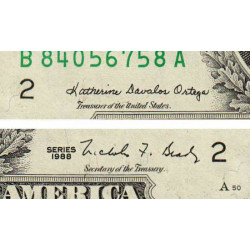 B 84056758 A
2 Katherine Davalos Ortega
Treasurer of the United States.
SERIES 1988 Nicholas F. Brady 2
Secretary of the Treasury.
AMERICA A 50